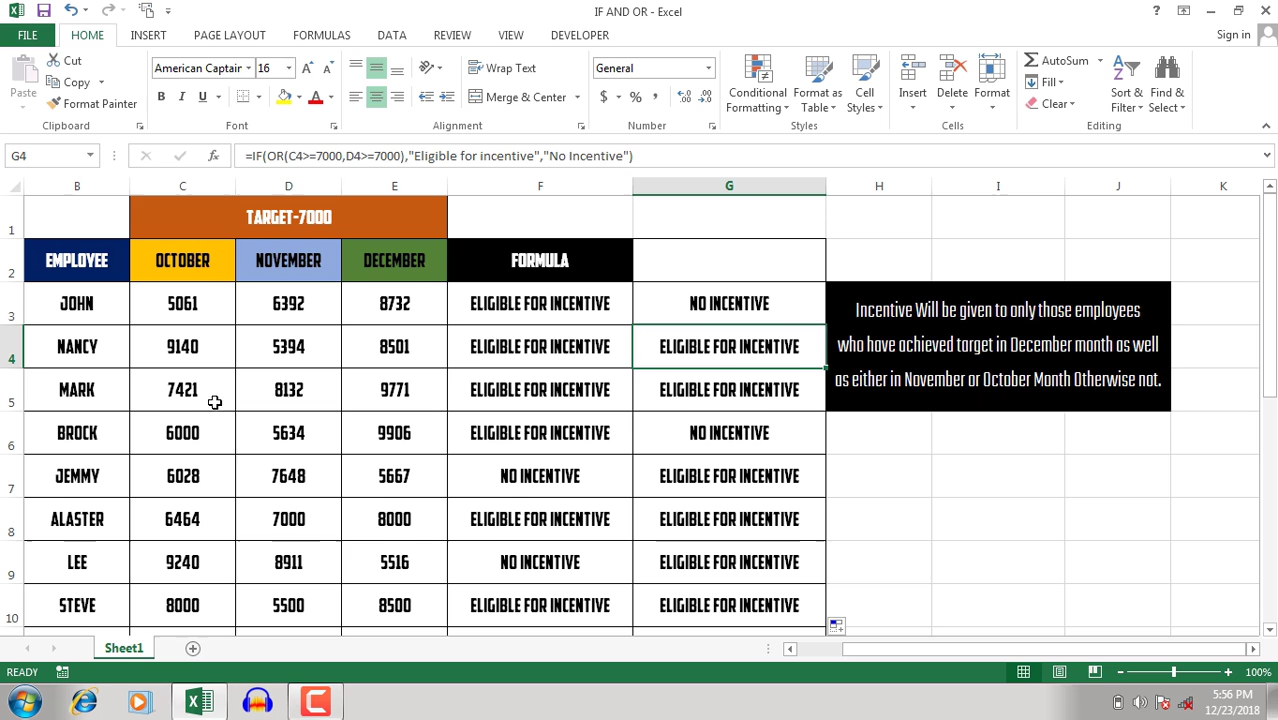 IF AND OR - Excel
?
FILE HOME INSERT PAGE LAYOUT FORMULAS DATA REVIEW VIEW DEVELOPER Sign in
Paste
Cut
Copy
Format Painter
American Captair 16 A A
B I U A
Wrap Text
Merge & Center
General
$ % ,
Conditional Formatting
Format as Table
Cell Styles
Insert Delete Format
AutoSum
Fill
Clear
Sort & Filter
Find & Select
Clipboard Font Alignment Number Styles Cells Editing
G4 fx =IF(OR(C4>=7000,D4>=7000),"Eligible for incentive","No Incentive")
B C D E F G H I J K
1 TARGET-7000
2 EMPLOYEE OCTOBER NOVEMBER DECEMBER FORMULA
3 JOHN 5061 6392 8732 ELIGIBLE FOR INCENTIVE NO INCENTIVE
4 NANCY 9140 5394 8501 ELIGIBLE FOR INCENTIVE ELIGIBLE FOR INCENTIVE
5 MARK 7421 8132 9771 ELIGIBLE FOR INCENTIVE ELIGIBLE FOR INCENTIVE
6 BROCK 6000 5634 9906 ELIGIBLE FOR INCENTIVE NO INCENTIVE
7 JEMMY 6028 7648 5667 NO INCENTIVE ELIGIBLE FOR INCENTIVE
8 ALASTER 6464 7000 8000 ELIGIBLE FOR INCENTIVE ELIGIBLE FOR INCENTIVE
9 LEE 9240 8911 5516 NO INCENTIVE ELIGIBLE FOR INCENTIVE
10 STEVE 8000 5500 8500 ELIGIBLE FOR INCENTIVE ELIGIBLE FOR INCENTIVE
Incentive Will be given to only those employees
who have achieved target in December month as well
as either in November or October Month Otherwise not.
Sheet1
READY 100%
5:56 PM
12/23/2018